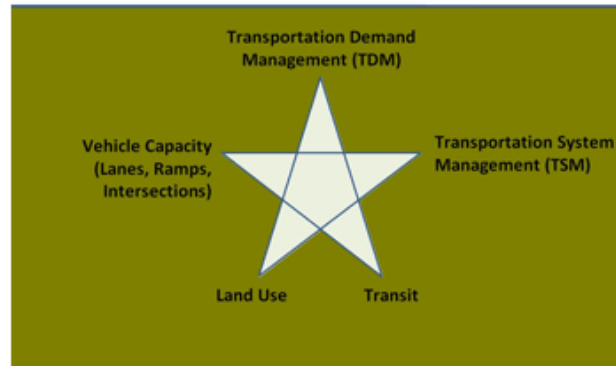 Transportation Demand
Management (TDM)
Vehicle Capacity
(Lanes, Ramps,
Intersections)
Transportation System
Management (TSM)
Land Use
Transit